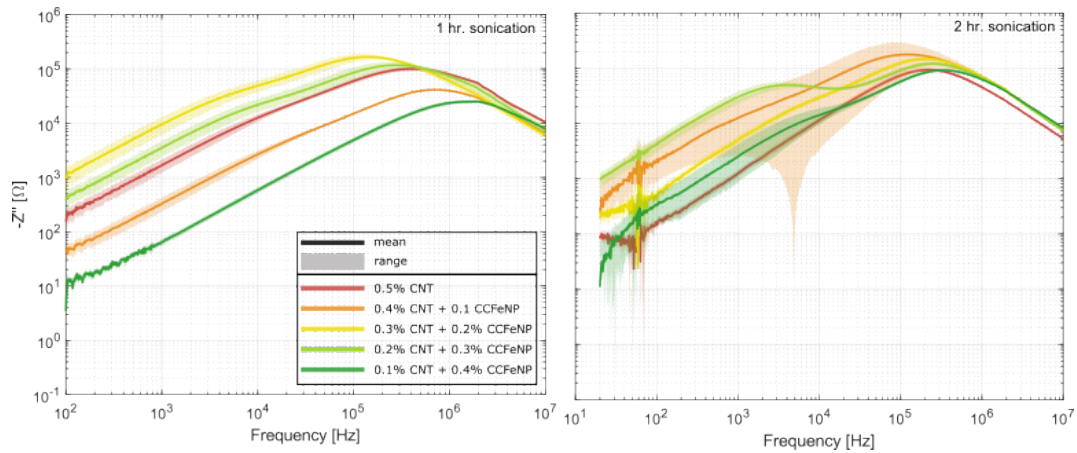 1 hr. sonication
2 hr. sonication
-Z" [Ω]
10^6
10^5
10^4
10^3
10^2
10^1
10^0
10^-1
mean
range
0.5% CNT
0.4% CNT + 0.1 CCFeNP
0.3% CNT + 0.2% CCFeNP
0.2% CNT + 0.3% CCFeNP
0.1% CNT + 0.4% CCFeNP
10^2 10^3 10^4 10^5 10^6 10^7
10^1 10^2 10^3 10^4 10^5 10^6 10^7
Frequency [Hz]
Frequency [Hz]